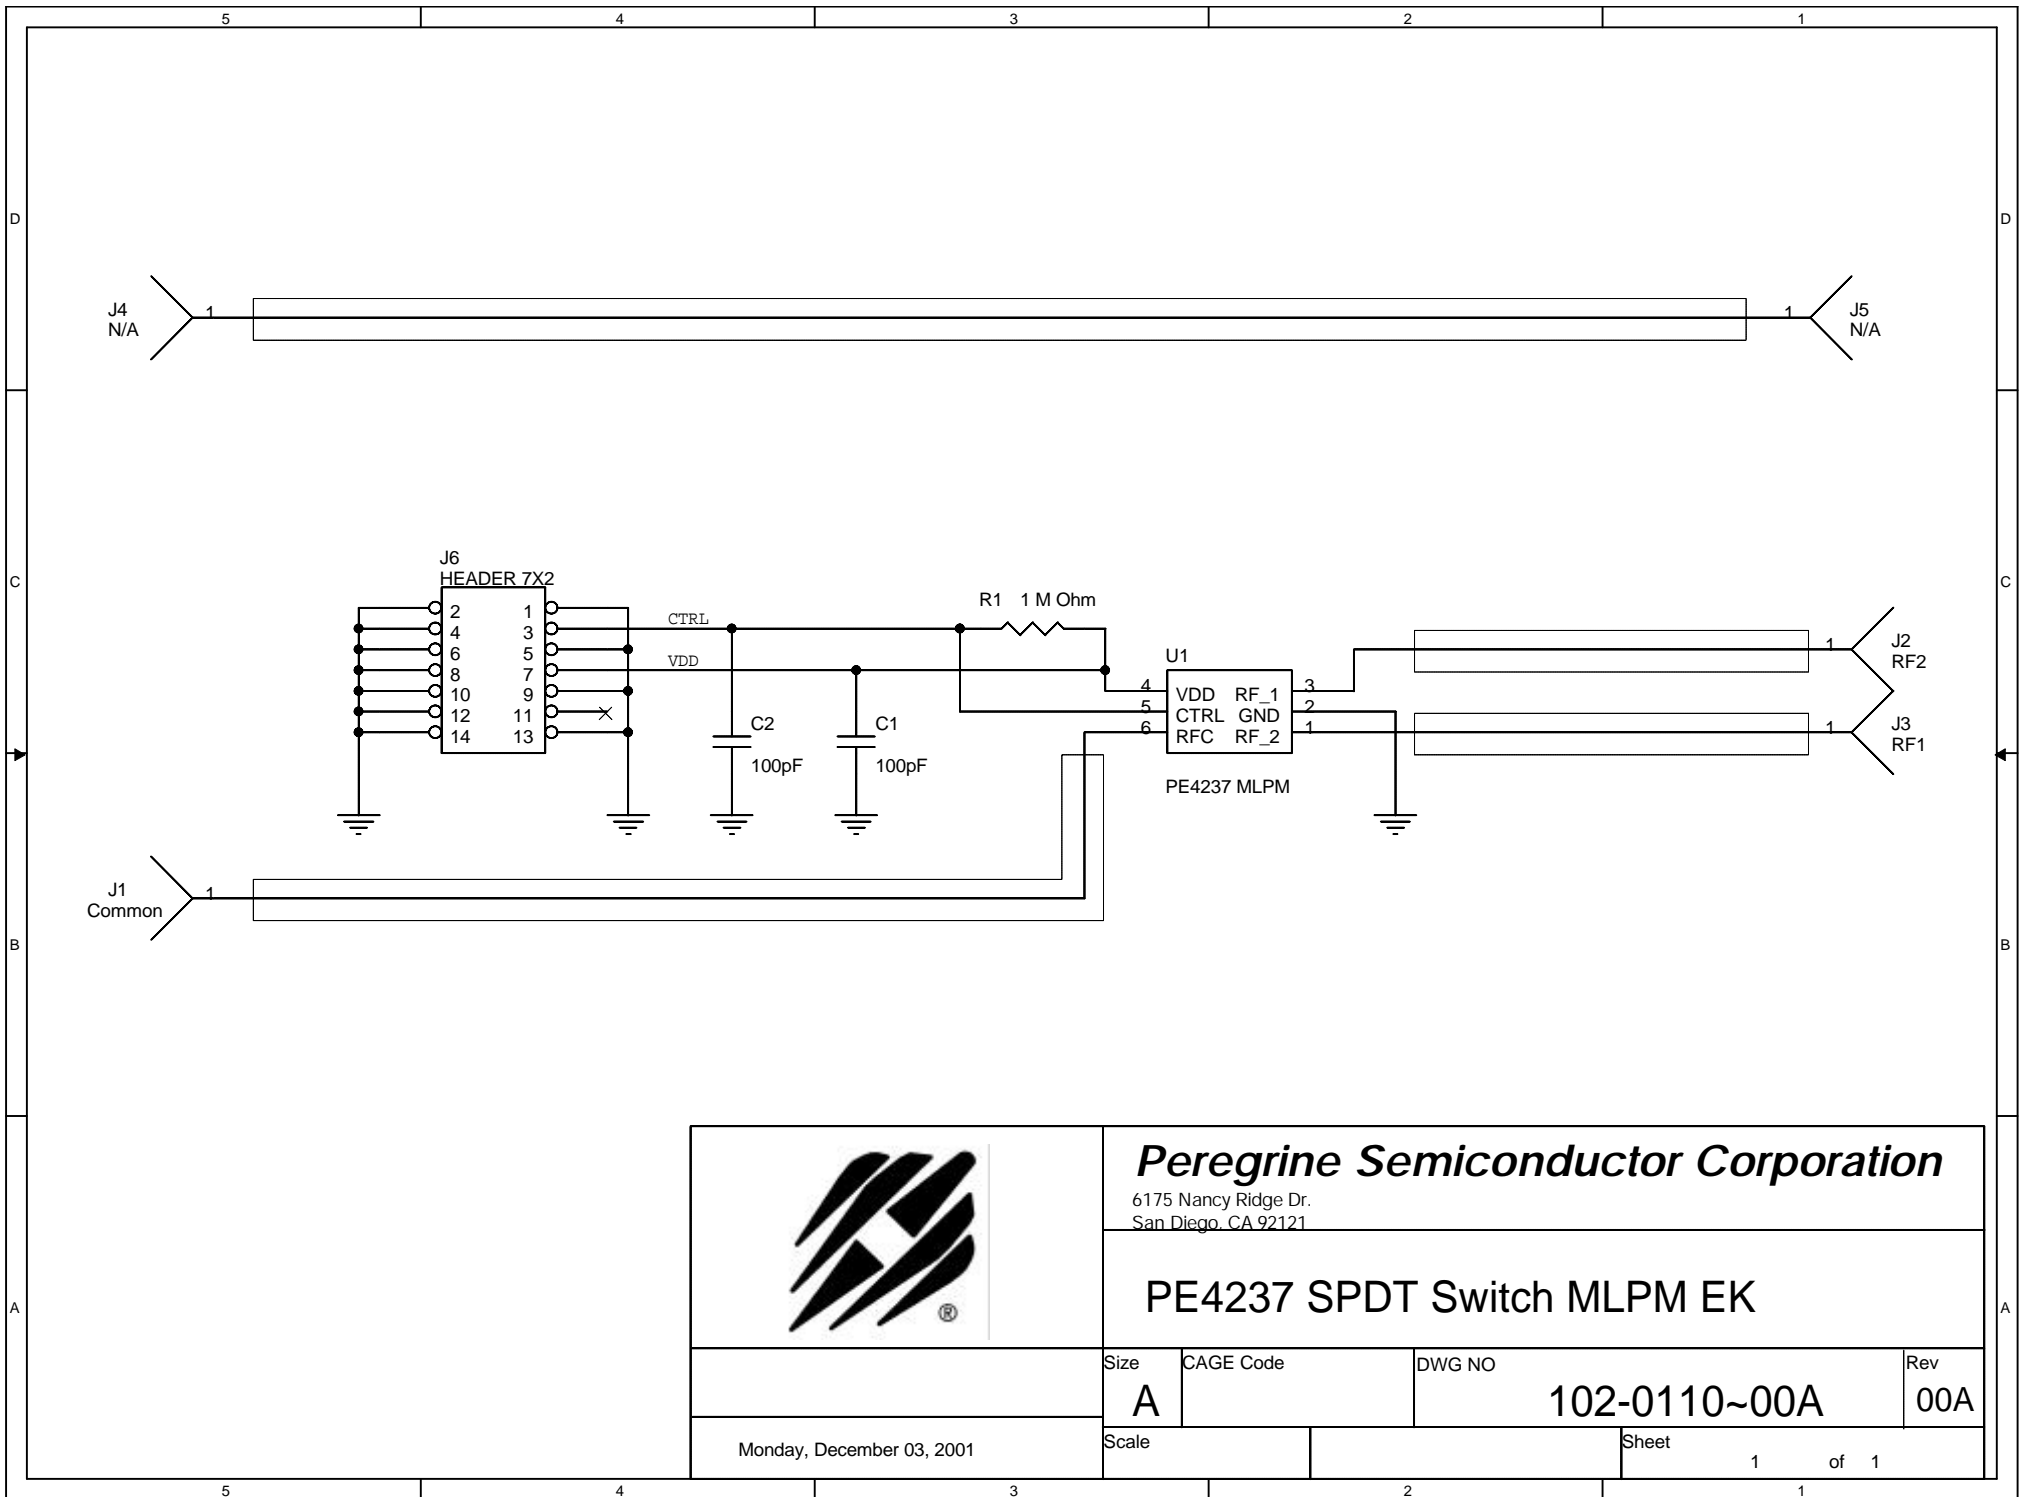 5 4 3 2 1
D D
J4
N/A
1
1
J5
N/A
C C
J6
HEADER 7X2
2 1
4 3
6 5
8 7
10 9
12 11
14 13
CTRL
VDD
R1 1 M Ohm
C2
100pF
C1
100pF
U1
4 VDD RF_1 3
5 CTRL GND 2
6 RFC RF_2 1
PE4237 MLPM
1
J2
RF2
1
J3
RF1
J1
Common
1
B B
Peregrine Semiconductor Corporation
6175 Nancy Ridge Dr.
San Diego, CA 92121
PE4237 SPDT Switch MLPM EK
®
A A
Size
A
CAGE Code
DWG NO
102-0110~00A
Rev
00A
Monday, December 03, 2001
Scale
Sheet
1 of 1
5 4 3 2 1